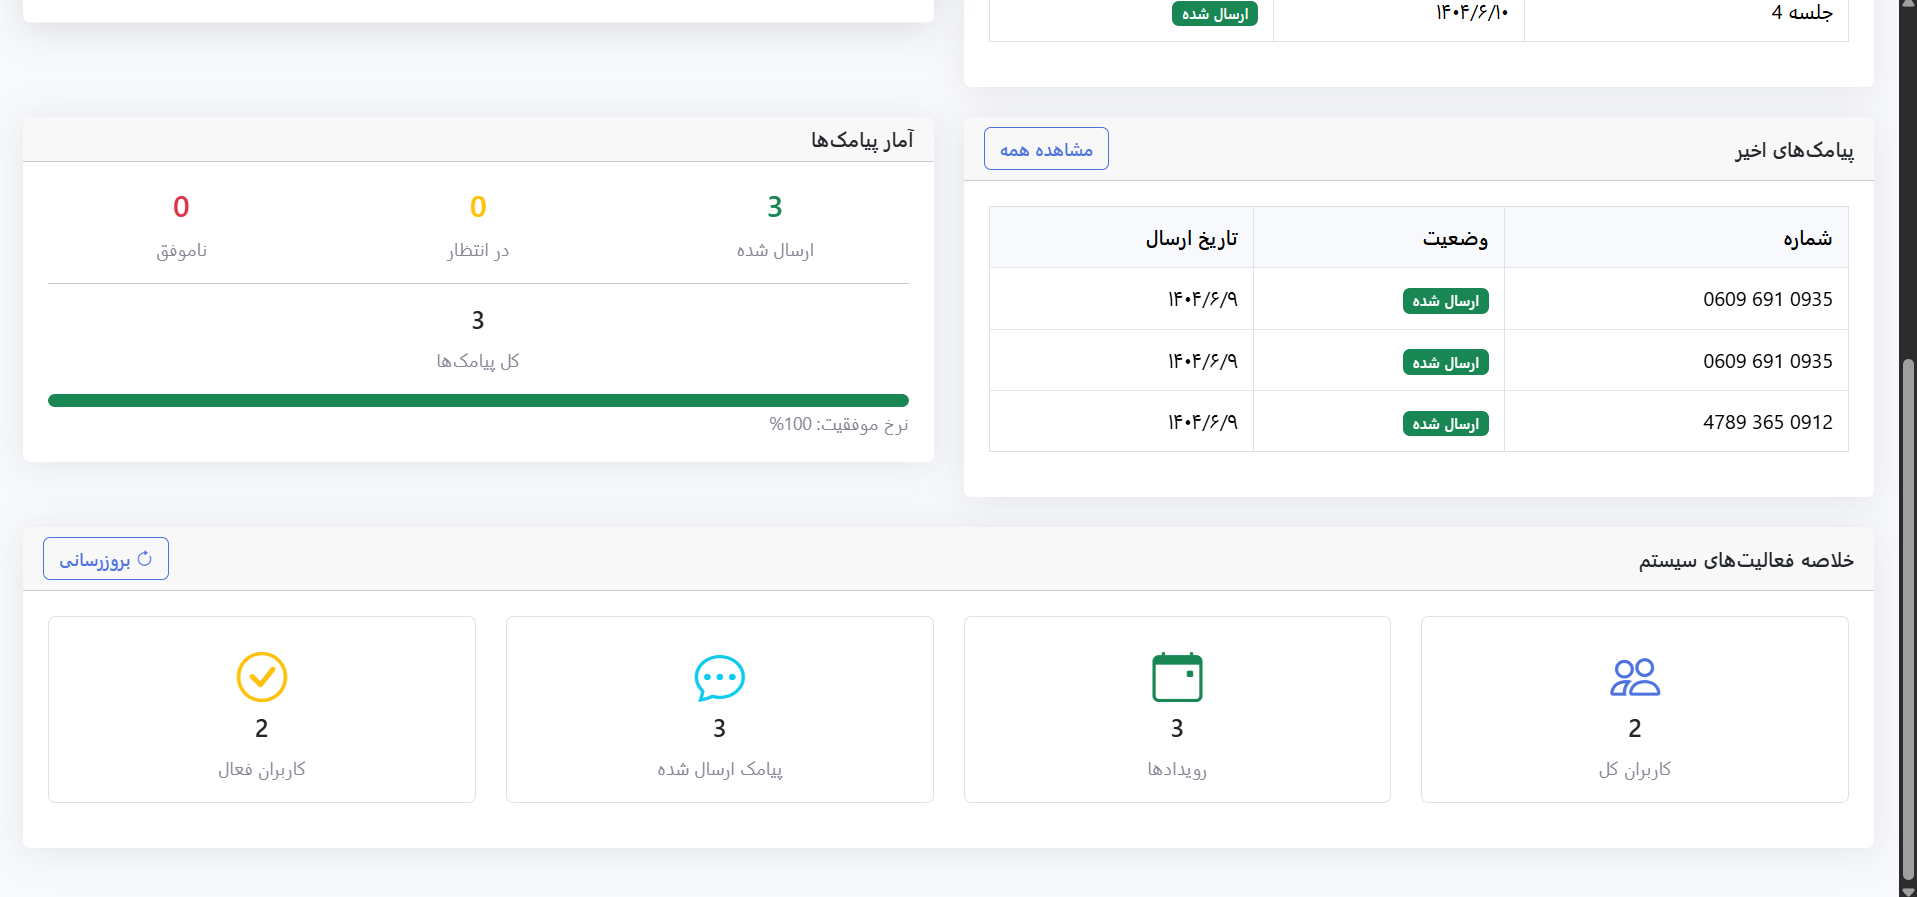 جلسه 4 ۱۴۰۴/۶/۱۰ ارسال شده
پیامک‌های اخیر
مشاهده همه
شماره وضعیت تاریخ ارسال
0935 691 0609 ارسال شده ۱۴۰۴/۶/۹
0935 691 0609 ارسال شده ۱۴۰۴/۶/۹
0912 365 4789 ارسال شده ۱۴۰۴/۶/۹
آمار پیامک‌ها
3 0 0
ارسال شده در انتظار ناموفق
3
کل پیامک‌ها
نرخ موفقیت: 100%
خلاصه فعالیت‌های سیستم
بروزرسانی
2 3 3 2
کاربران کل رویدادها پیامک ارسال شده کاربران فعال